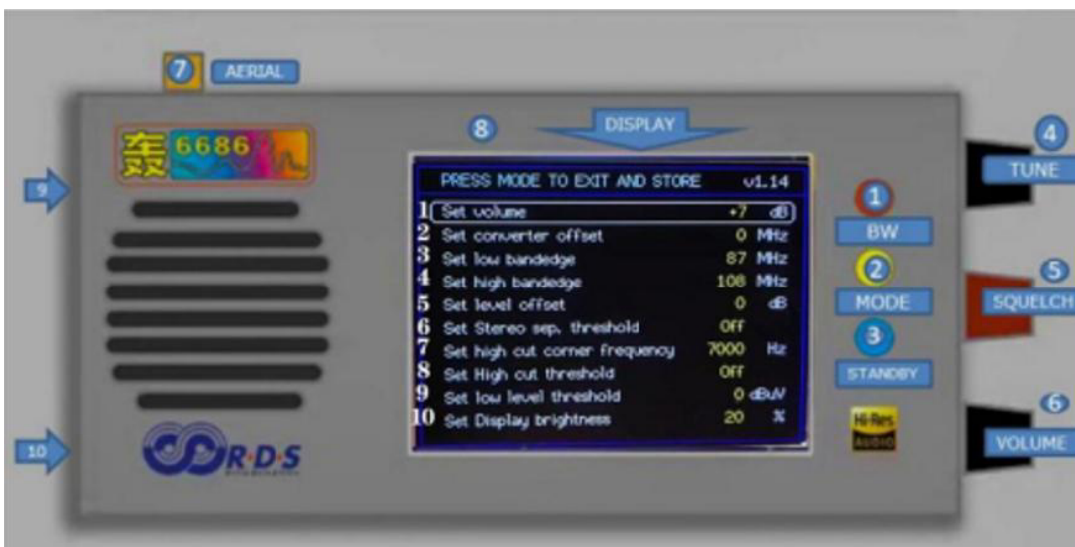 7 AERIAL
8 DISPLAY
轰 6686
9
10
R·D·S
PRESS MODE TO EXIT AND STORE v1.14
1 Set volume +7 dB
2 Set converter offset 0 MHz
3 Set low bandedge 87 MHz
4 Set high bandedge 108 MHz
5 Set level offset 0 dB
6 Set Stereo sep. threshold Off
7 Set high cut corner frequency 7000 Hz
8 Set High cut threshold Off
9 Set low level threshold 0 dBuV
10 Set Display brightness 20 %
1
BW
2
MODE
3
STANDBY
Hi-Res
AUDIO
4
TUNE
5
SQUELCH
6
VOLUME